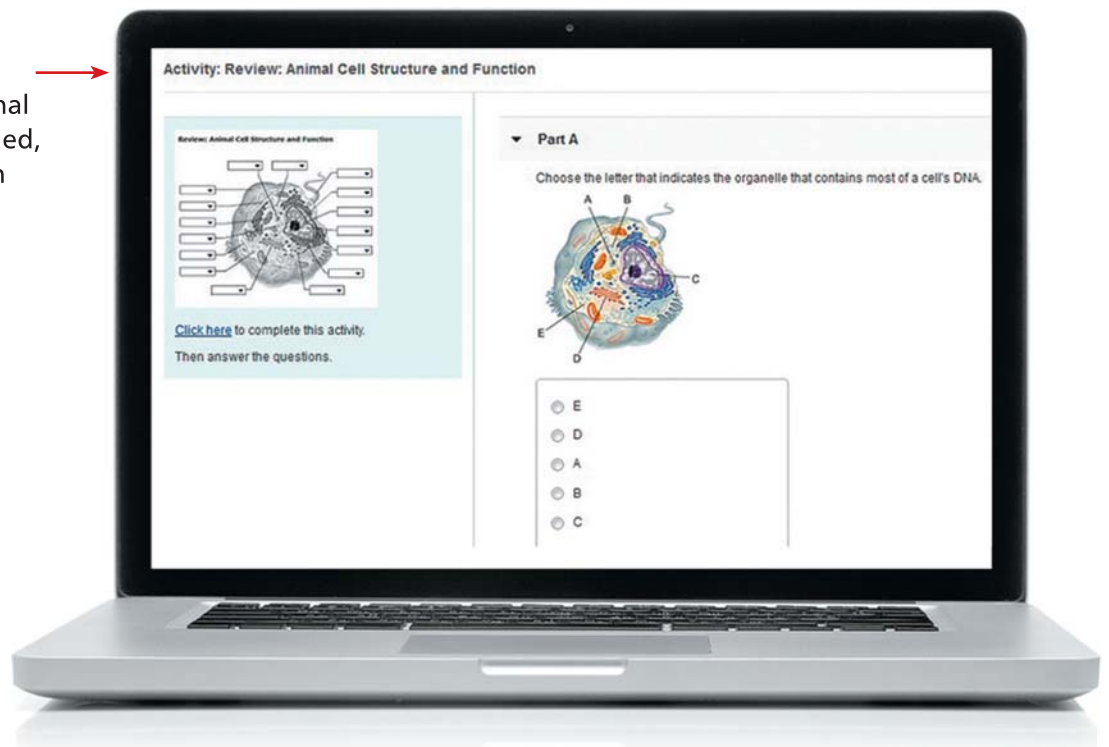 nal
ed,
n
Activity: Review: Animal Cell Structure and Function
Review: Animal Cell Structure and Function
Click here to complete this activity.
Then answer the questions.
Part A
Choose the letter that indicates the organelle that contains most of a cell's DNA.
A
B
C
E
D
E
D
A
B
C